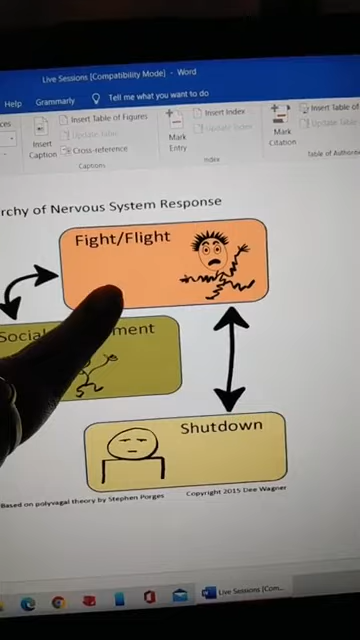 Live Sessions [Compatibility Mode] - Word
Help Grammarly Tell me what you want to do
Insert Caption
Insert Table of Figures
Update Table
Cross-reference
Captions
Mark Entry
Insert Index
Update Index
Index
Mark Citation
Insert Table of
Update Table
Table of Author
rchy of Nervous System Response
Fight/Flight
Social ment
Shutdown
Based on polyvagal theory by Stephen Porges Copyright 2015 Dee Wagner
Live Sessions [Com...